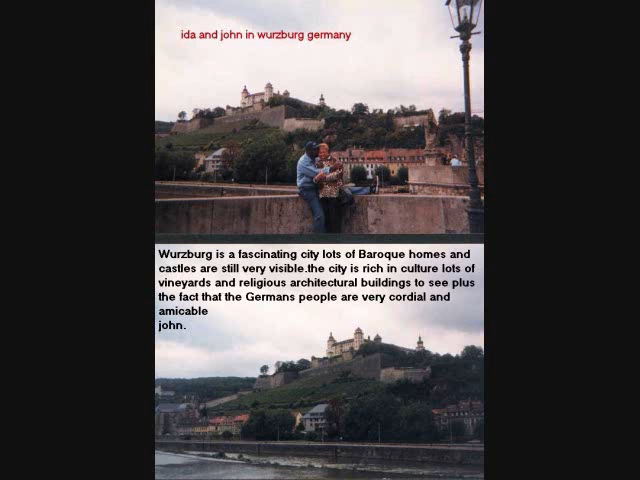 ida and john in wurzburg germany
Wurzburg is a fascinating city lots of Baroque homes and
castles are still very visible.the city is rich in culture lots of
vineyards and religious architectural buildings to see plus
the fact that the Germans people are very cordial and
amicable
john.